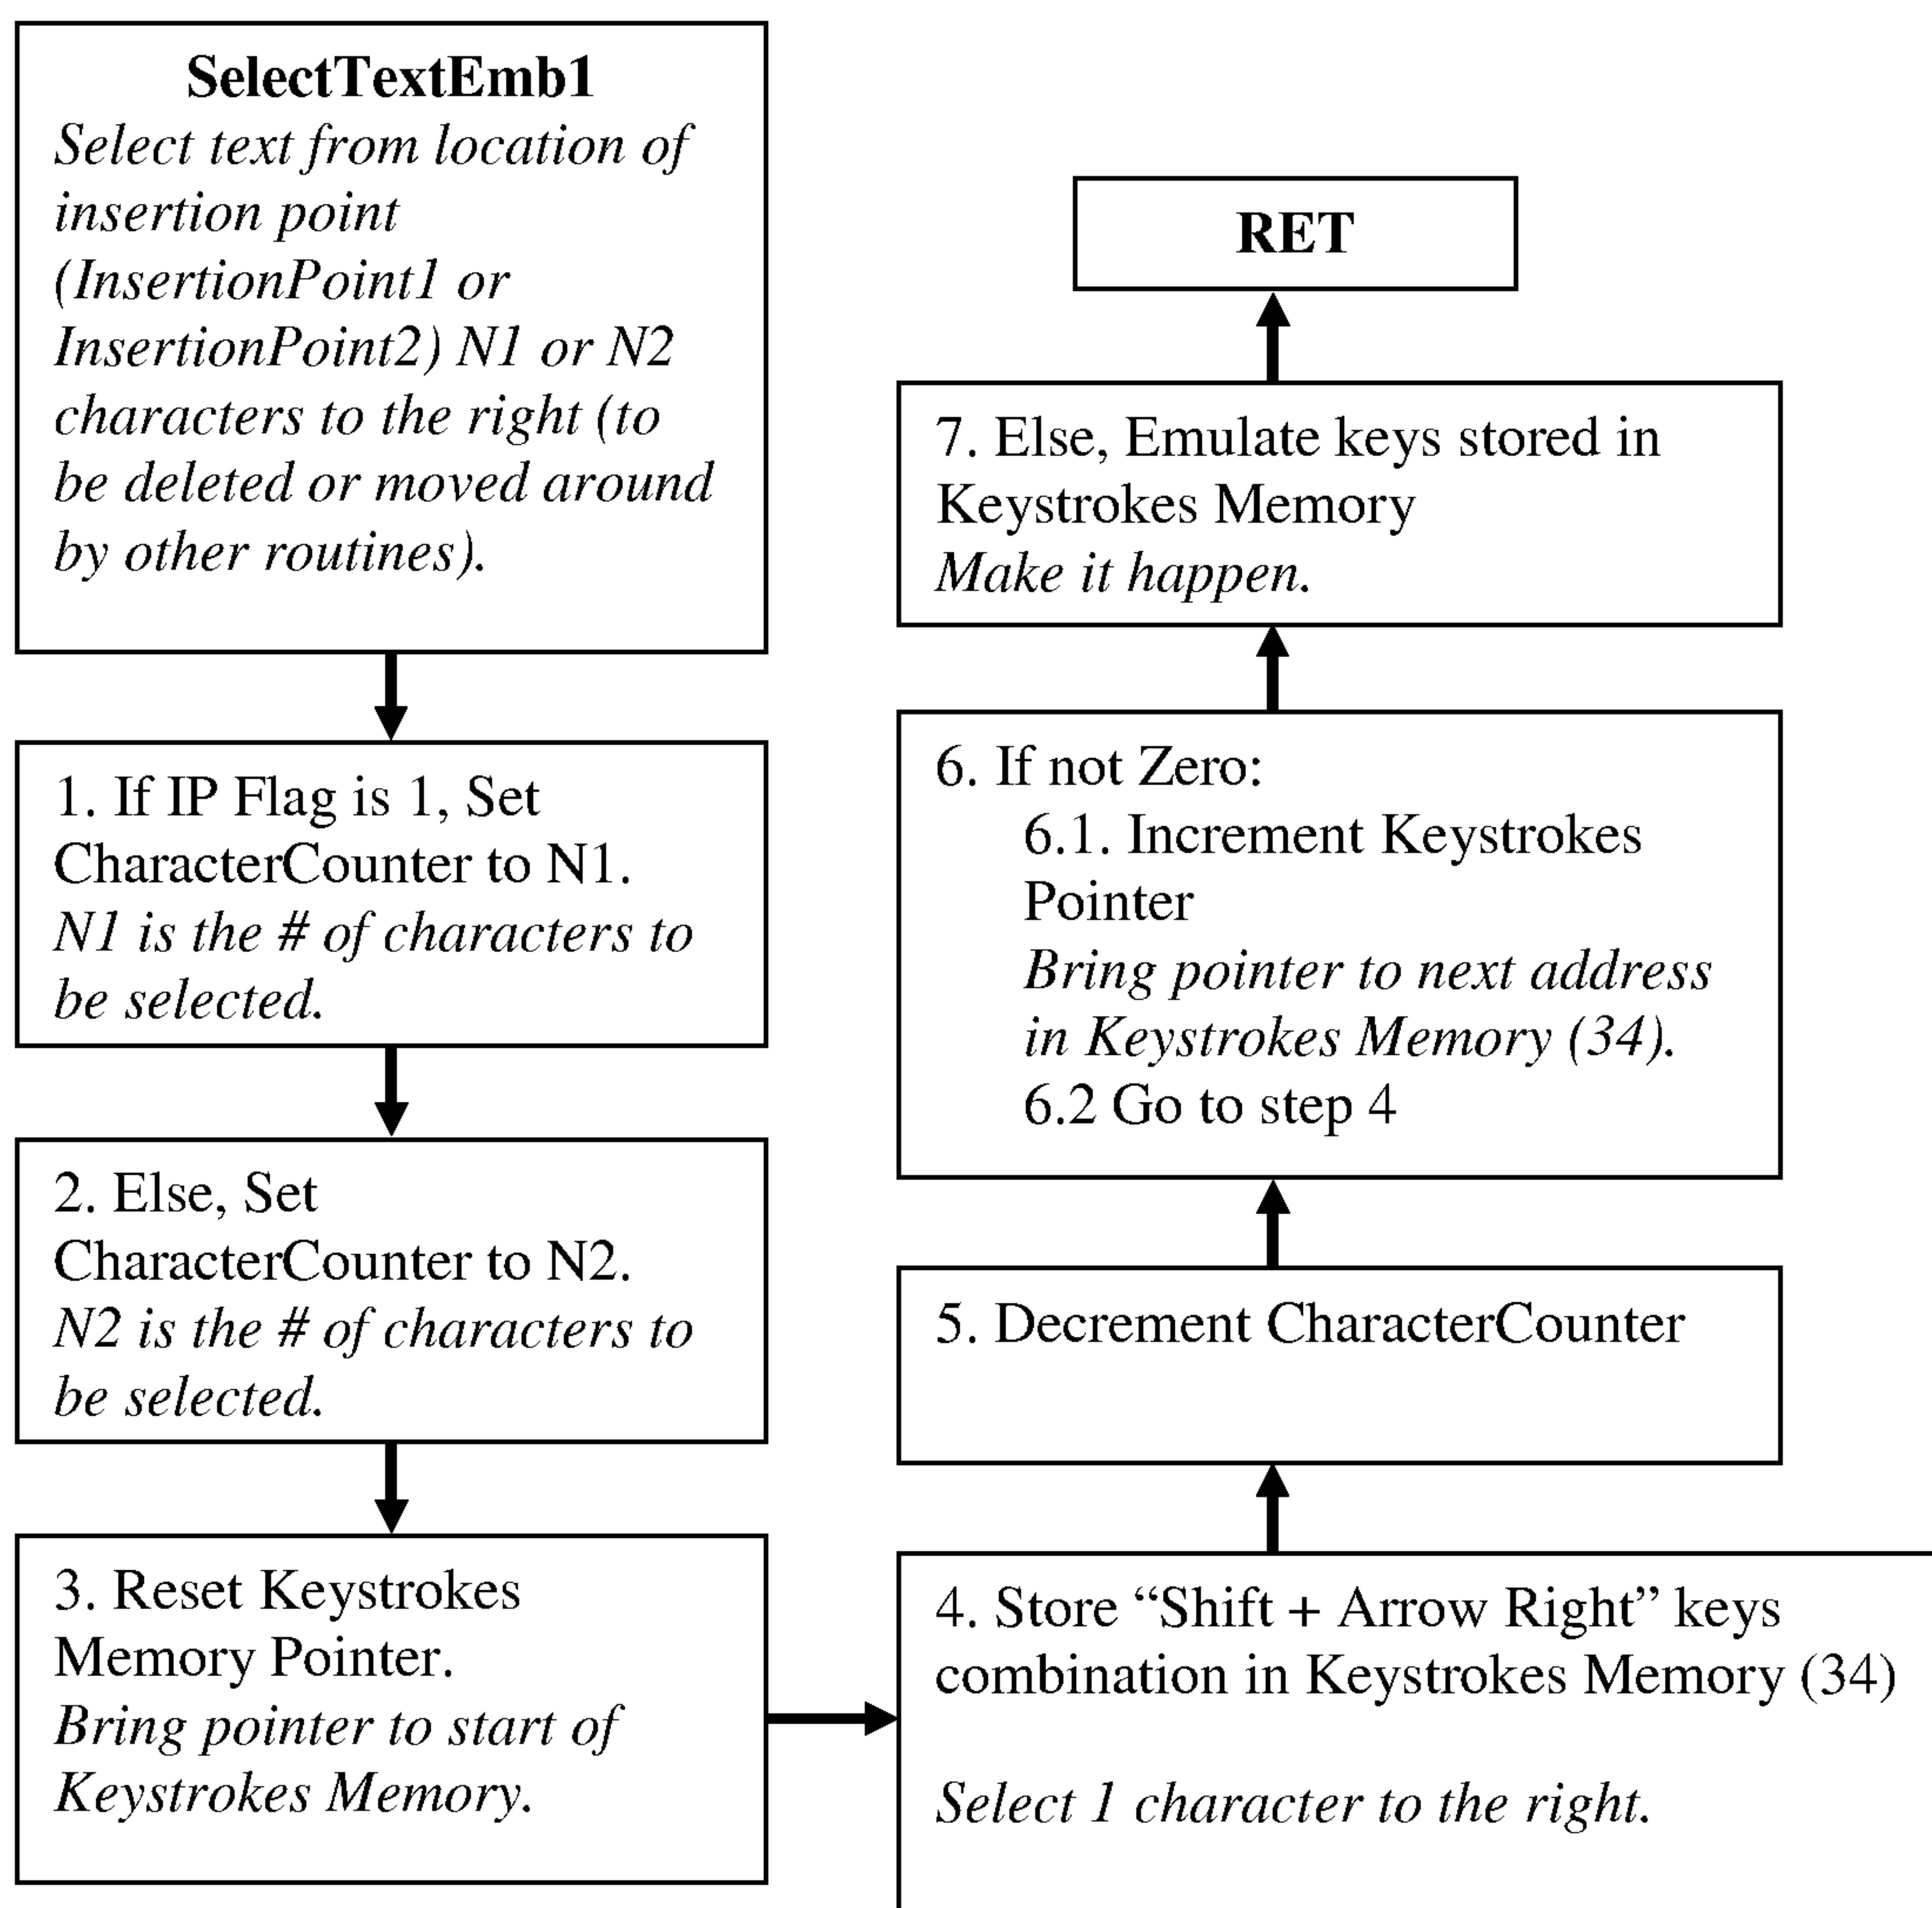 SelectTextEmb1
Select text from location of
insertion point
(InsertionPoint1 or
InsertionPoint2) N1 or N2
characters to the right (to
be deleted or moved around
by other routines).
1. If IP Flag is 1, Set
CharacterCounter to N1.
N1 is the # of characters to
be selected.
2. Else, Set
CharacterCounter to N2.
N2 is the # of characters to
be selected.
3. Reset Keystrokes
Memory Pointer.
Bring pointer to start of
Keystrokes Memory.
4. Store “Shift + Arrow Right” keys
combination in Keystrokes Memory (34)
Select 1 character to the right.
5. Decrement CharacterCounter
6. If not Zero:
6.1. Increment Keystrokes
Pointer
Bring pointer to next address
in Keystrokes Memory (34).
6.2 Go to step 4
7. Else, Emulate keys stored in
Keystrokes Memory
Make it happen.
RET